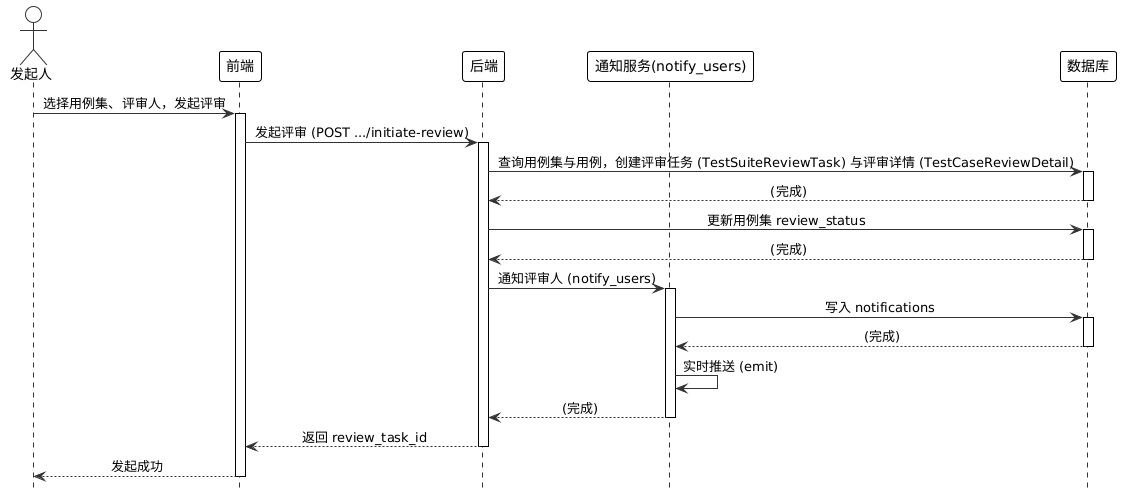 发起人
前端
后端
通知服务(notify_users)
数据库
选择用例集、评审人，发起评审
发起评审 (POST .../initiate-review)
查询用例集与用例，创建评审任务 (TestSuiteReviewTask) 与评审详情 (TestCaseReviewDetail)
(完成)
更新用例集 review_status
(完成)
通知评审人 (notify_users)
写入 notifications
(完成)
实时推送 (emit)
(完成)
返回 review_task_id
发起成功